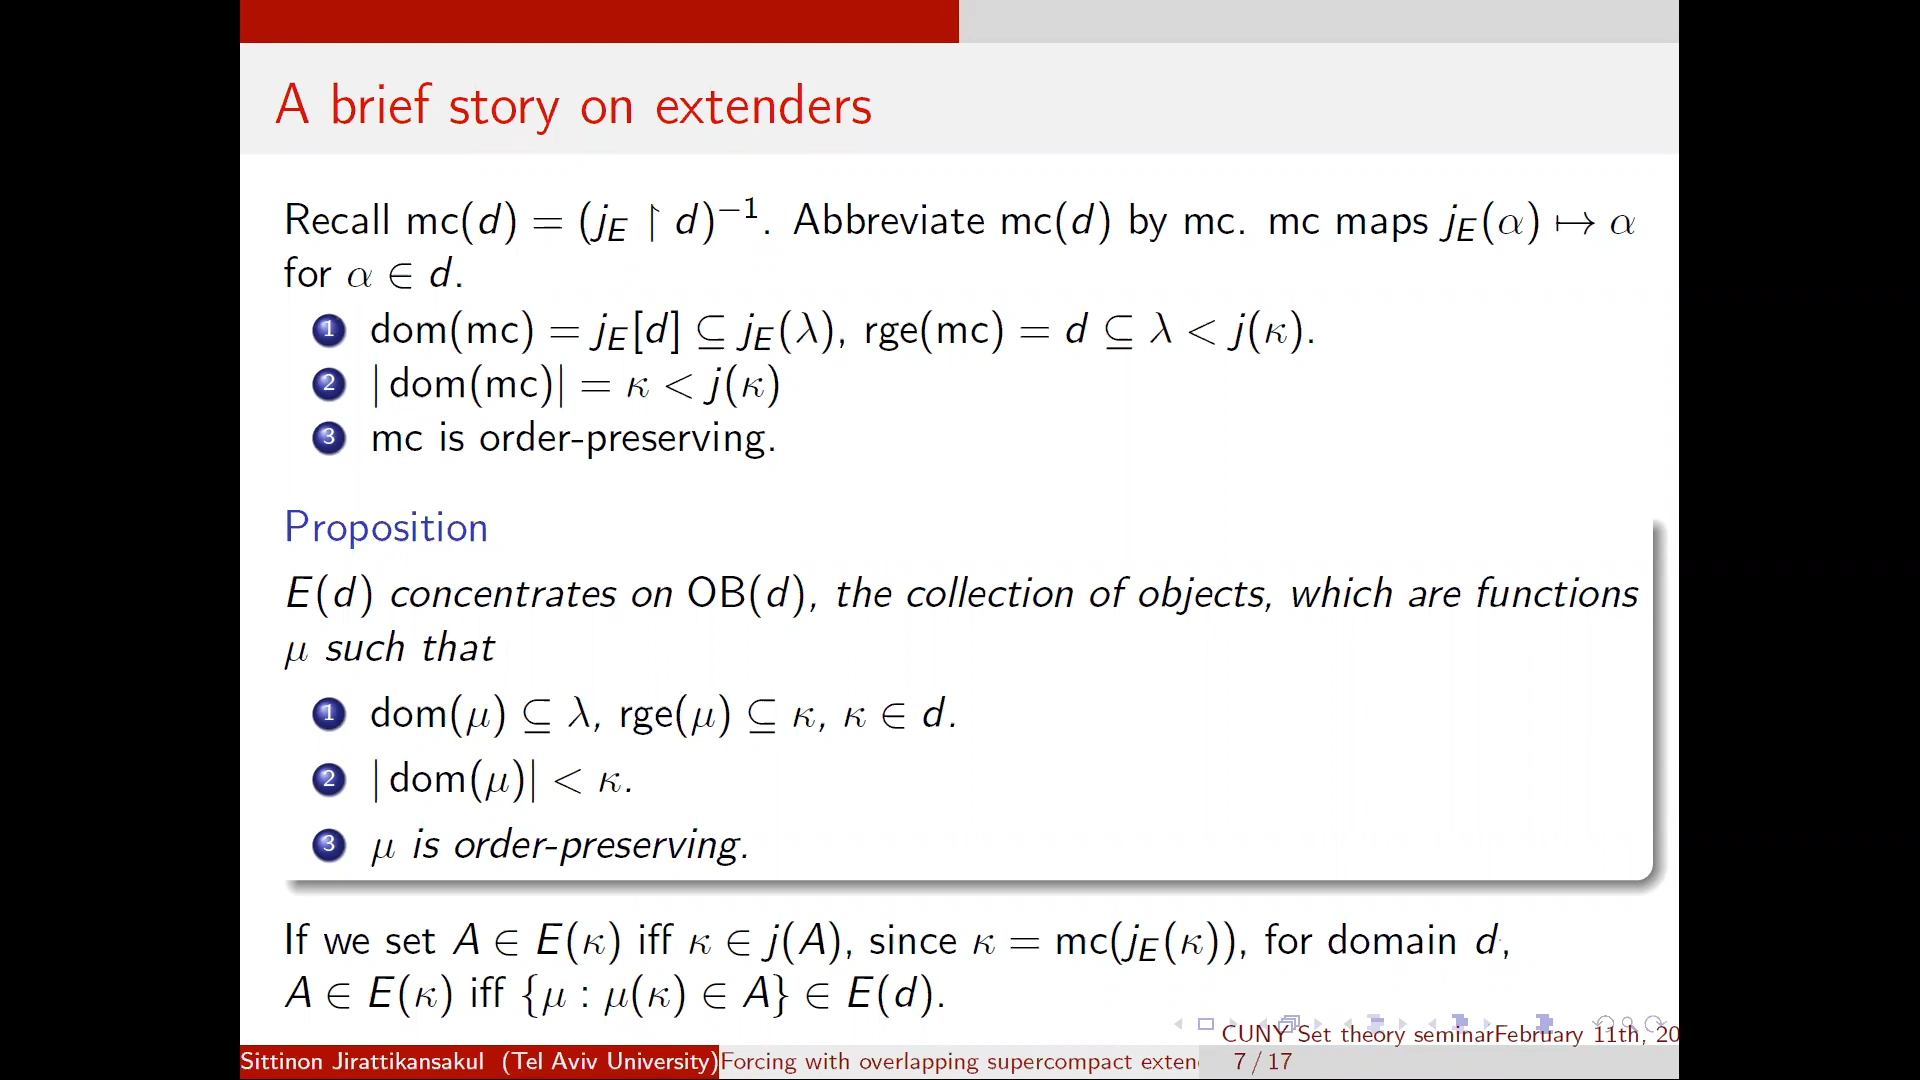 A brief story on extenders
Recall mc(d) = (j_E ↾ d)^{−1}. Abbreviate mc(d) by mc. mc maps j_E(α) ↦ α
for α ∈ d.
1 dom(mc) = j_E[d] ⊆ j_E(λ), rge(mc) = d ⊆ λ < j(κ).
2 | dom(mc)| = κ < j(κ)
3 mc is order-preserving.
Proposition
E(d) concentrates on OB(d), the collection of objects, which are functions
μ such that
1 dom(μ) ⊆ λ, rge(μ) ⊆ κ, κ ∈ d.
2 | dom(μ)| < κ.
3 μ is order-preserving.
If we set A ∈ E(κ) iff κ ∈ j(A), since κ = mc(j_E(κ)), for domain d,
A ∈ E(κ) iff {μ : μ(κ) ∈ A} ∈ E(d).
CUNY Set theory seminarFebruary 11th, 20
Sittinon Jirattikansakul (Tel Aviv University) Forcing with overlapping supercompact exten 7 / 17